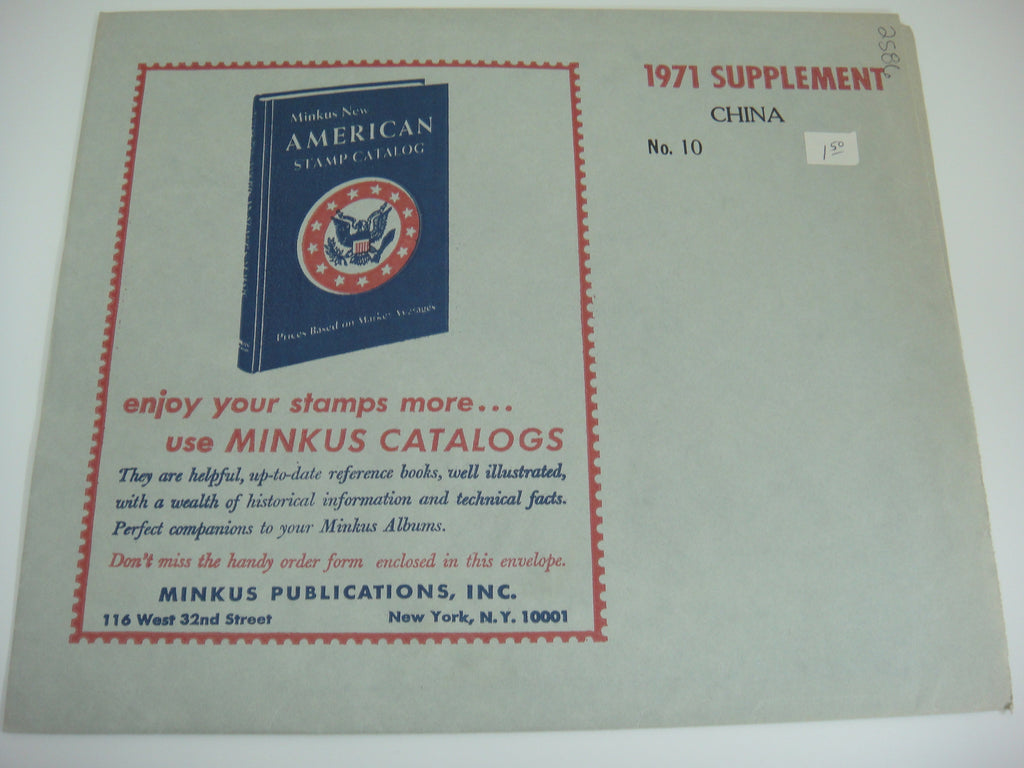 2586
1971 SUPPLEMENT
CHINA
No. 10
1 50
Minkus New
AMERICAN
STAMP CATALOG
Prices Based on Market Averages
enjoy your stamps more...
use MINKUS CATALOGS
They are helpful, up-to-date reference books, well illustrated,
with a wealth of historical information and technical facts.
Perfect companions to your Minkus Albums.
Don't miss the handy order form enclosed in this envelope.
MINKUS PUBLICATIONS, INC.
116 West 32nd Street New York, N.Y. 10001